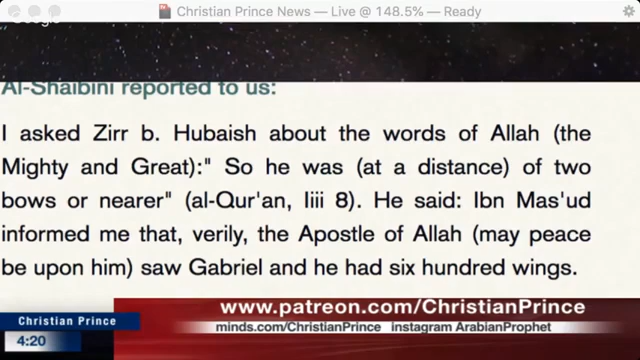 Christian Prince News — Live @ 148.5% — Ready
Google
Al-Shaibini reported to us:
I asked Zirr b. Hubaish about the words of Allah (the
Mighty and Great):" So he was (at a distance) of two
bows or nearer" (al-Qur'an, liii 8). He said: Ibn Mas'ud
informed me that, verily, the Apostle of Allah (may peace
be upon him) saw Gabriel and he had six hundred wings.
www.patreon.com/ChristianPrince
Christian Prince
minds.com/ChristianPrince instagram ArabianProphet
4:20